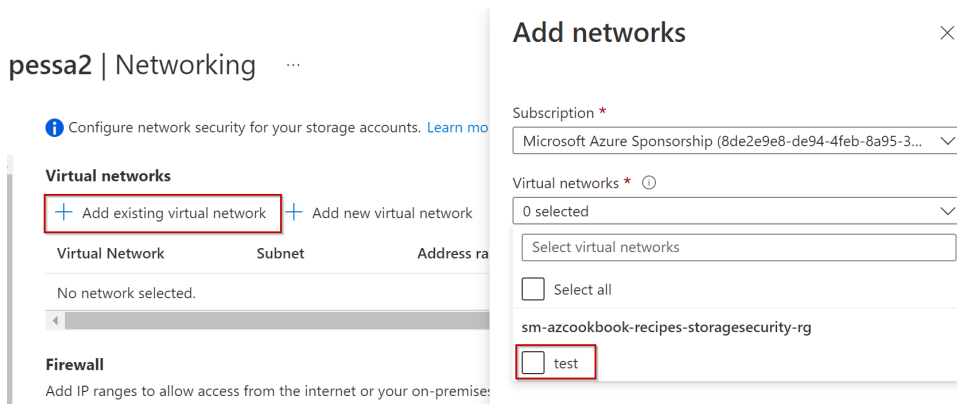 pessa2 | Networking ...
Configure network security for your storage accounts. Learn mo
Virtual networks
+ Add existing virtual network + Add new virtual network
Virtual Network Subnet Address ra
No network selected.
Firewall
Add IP ranges to allow access from the internet or your on-premises
Add networks
Subscription *
Microsoft Azure Sponsorship (8de2e9e8-de94-4feb-8a95-3...
Virtual networks *
0 selected
Select virtual networks
Select all
sm-azcookbook-recipes-storagesecurity-rg
test